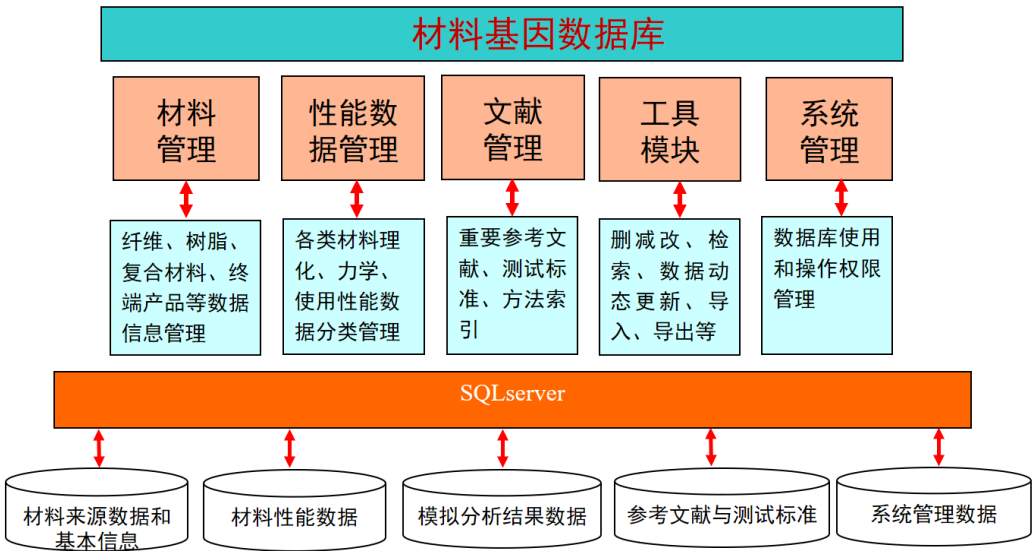 材料基因数据库
材料
管理
性能数
据管理
文献
管理
工具
模块
系统
管理
纤维、树脂、
复合材料、终
端产品等数据
信息管理
各类材料理
化、力学、
使用性能数
据分类管理
重要参考文
献、测试标
准、方法索
引
删减改、检
索、数据动
态更新、导
入、导出等
数据库使用
和操作权限
管理
SQLserver
材料来源数据和
基本信息
材料性能数据
模拟分析结果数据
参考文献与测试标准
系统管理数据